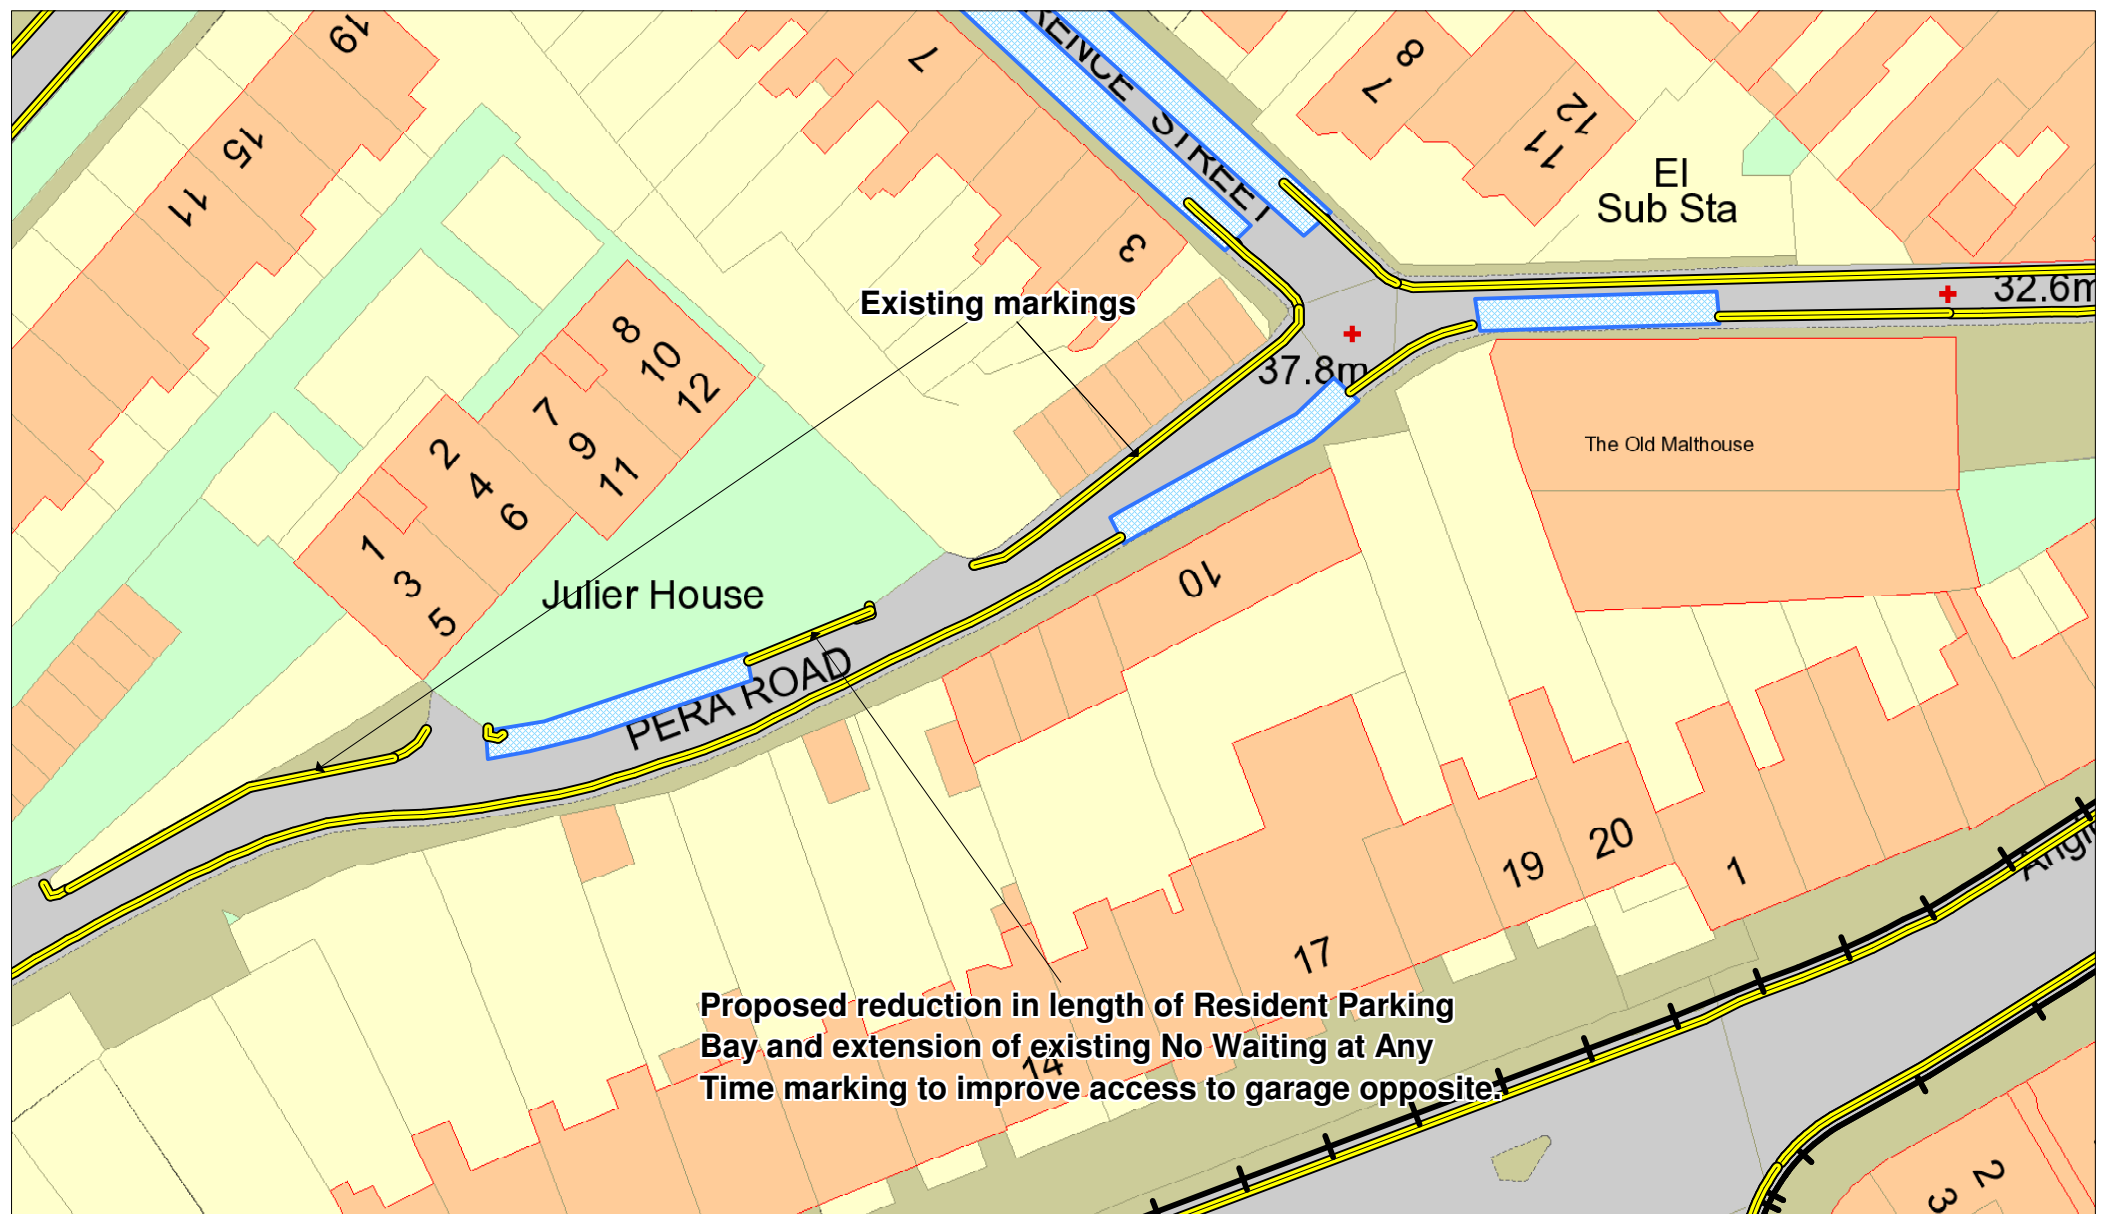 19
7
RENCE STREET
8
7
12
11
15
11
El
Sub Sta
3
Existing markings
32.6m
37.8m
8
10
12
7
9
11
2
4
6
1
3
5
The Old Malthouse
Julier House
10
PERA ROAD
17
19
20
1
Proposed reduction in length of Resident Parking
Bay and extension of existing No Waiting at Any
Time marking to improve access to garage opposite.
14
2
3